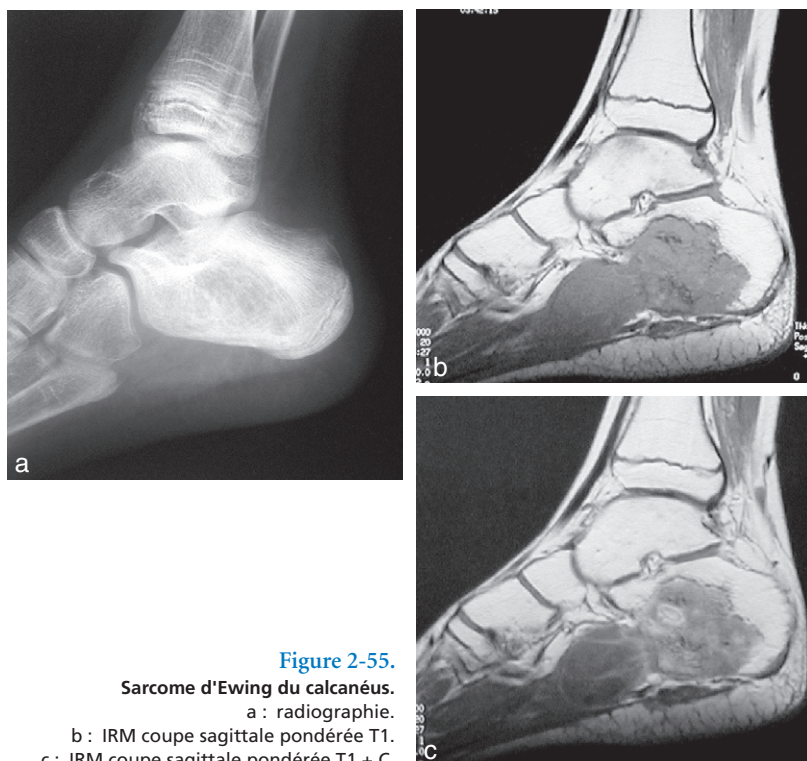 a
b
c
Figure 2-55.
Sarcome d'Ewing du calcanéus.
a : radiographie.
b : IRM coupe sagittale pondérée T1.
c : IRM coupe sagittale pondérée T1 + C.